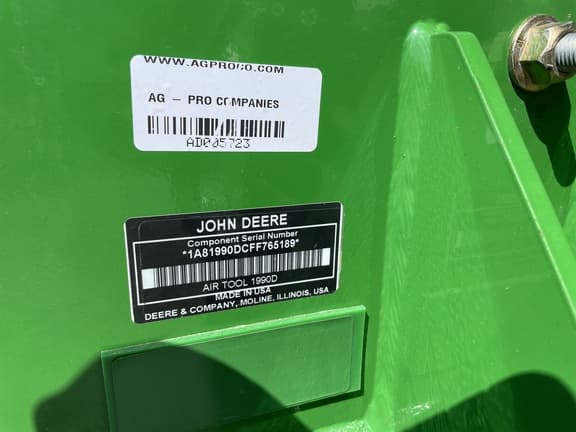 WWW.AGPROCO.COM
AG – PRO COMPANIES
AD005723
JOHN DEERE
Component Serial Number
*1A81990DCFF765189*
AIR TOOL 1990D
MADE IN USA
DEERE & COMPANY, MOLINE, ILLINOIS, USA